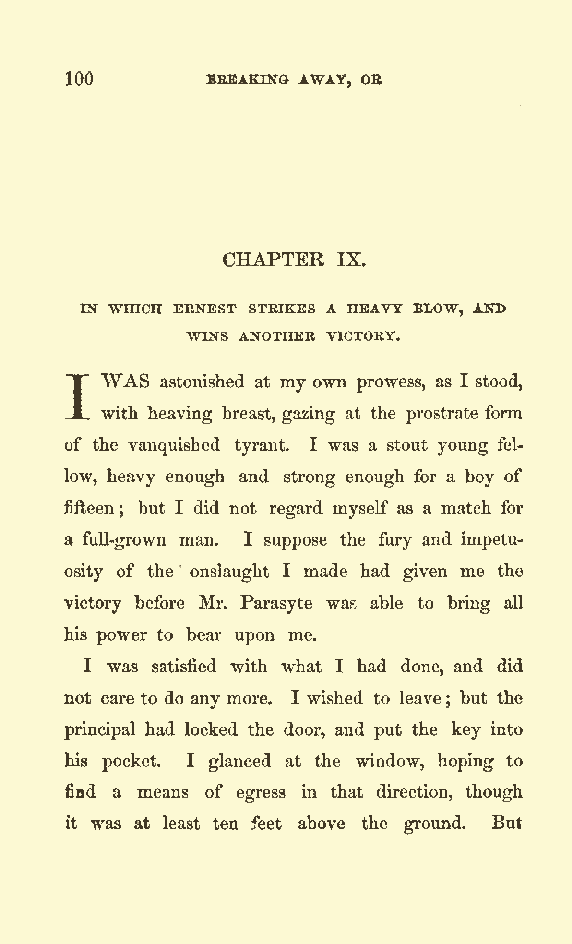 100 BREAKING AWAY, OR
CHAPTER IX.
IN WHICH ERNEST STRIKES A HEAVY BLOW, AND
WINS ANOTHER VICTORY.
I WAS astonished at my own prowess, as I stood,
with heaving breast, gazing at the prostrate form
of the vanquished tyrant. I was a stout young fel-
low, heavy enough and strong enough for a boy of
fifteen; but I did not regard myself as a match for
a full-grown man. I suppose the fury and impetu-
osity of the onslaught I made had given me the
victory before Mr. Parasyte was able to bring all
his power to bear upon me.
I was satisfied with what I had done, and did
not care to do any more. I wished to leave; but the
principal had locked the door, and put the key into
his pocket. I glanced at the window, hoping to
find a means of egress in that direction, though
it was at least ten feet above the ground. But